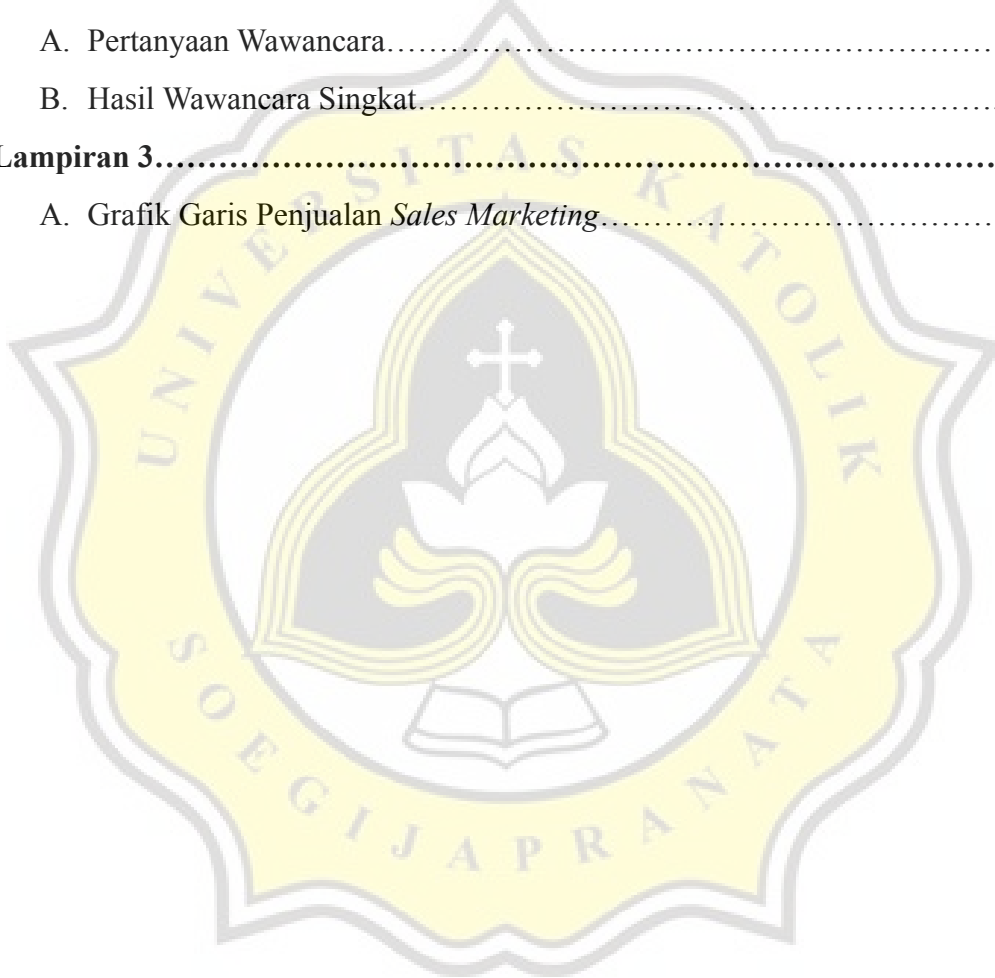 A. Pertanyaan Wawancara……………………………………………………
B. Hasil Wawancara Singkat…………………………………………………
Lampiran 3……………………………………………………………………
A. Grafik Garis Penjualan Sales Marketing…………………………………
UNIVERSITAS KATOLIK
SOEGIJAPRANATA